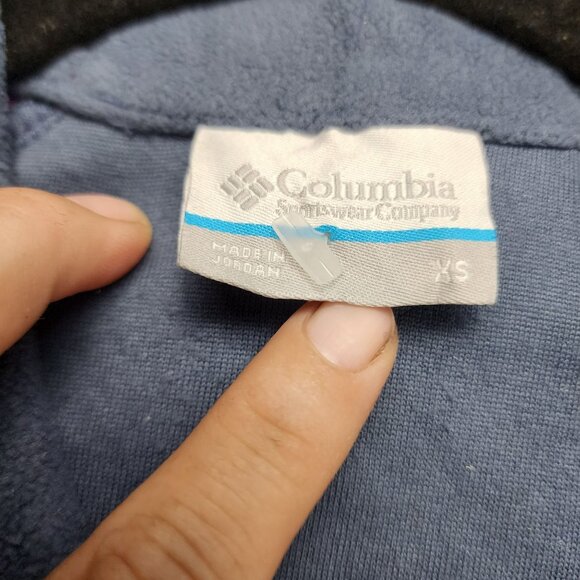 Columbia
Sportswear Company
MADE IN
JORDAN
XS